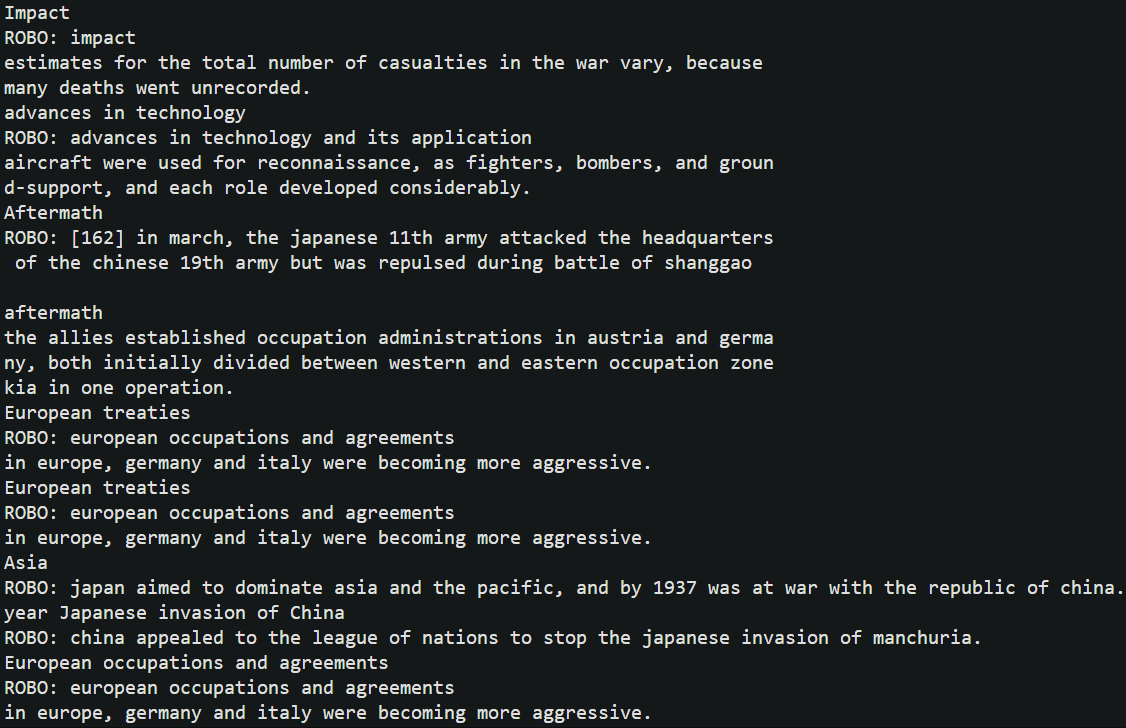 Impact
ROBO: impact
estimates for the total number of casualties in the war vary, because
many deaths went unrecorded.
advances in technology
ROBO: advances in technology and its application
aircraft were used for reconnaissance, as fighters, bombers, and groun
d-support, and each role developed considerably.
Aftermath
ROBO: [162] in march, the japanese 11th army attacked the headquarters
 of the chinese 19th army but was repulsed during battle of shanggao
aftermath
the allies established occupation administrations in austria and germa
ny, both initially divided between western and eastern occupation zone
kia in one operation.
European treaties
ROBO: european occupations and agreements
in europe, germany and italy were becoming more aggressive.
European treaties
ROBO: european occupations and agreements
in europe, germany and italy were becoming more aggressive.
Asia
ROBO: japan aimed to dominate asia and the pacific, and by 1937 was at war with the republic of china.
year Japanese invasion of China
ROBO: china appealed to the league of nations to stop the japanese invasion of manchuria.
European occupations and agreements
ROBO: european occupations and agreements
in europe, germany and italy were becoming more aggressive.